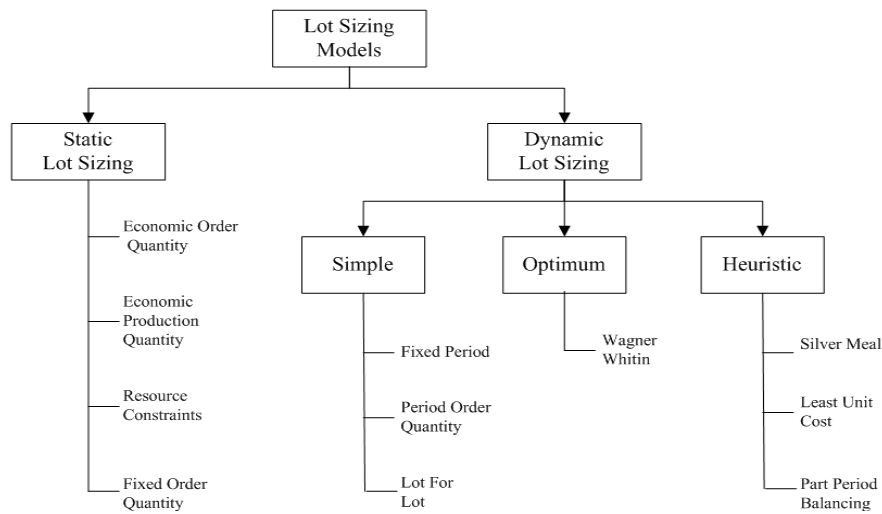 Lot Sizing
Models
Static
Lot Sizing
Dynamic
Lot Sizing
Economic Order
Quantity
Economic
Production
Quantity
Resource
Constraints
Fixed Order
Quantity
Simple
Fixed Period
Period Order
Quantity
Lot For
Lot
Optimum
Wagner
Whitin
Heuristic
Silver Meal
Least Unit
Cost
Part Period
Balancing